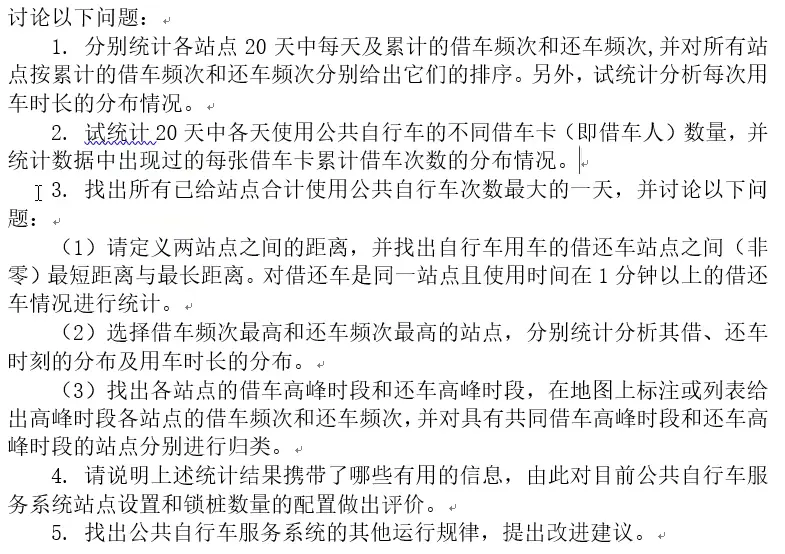 讨论以下问题：
1. 分别统计各站点 20 天中每天及累计的借车频次和还车频次,并对所有站
点按累计的借车频次和还车频次分别给出它们的排序。另外，试统计分析每次用
车时长的分布情况。
2. 试统计 20 天中各天使用公共自行车的不同借车卡（即借车人）数量，并
统计数据中出现过的每张借车卡累计借车次数的分布情况。
3. 找出所有已给站点合计使用公共自行车次数最大的一天，并讨论以下问
题：
（1）请定义两站点之间的距离，并找出自行车用车的借还车站点之间（非
零）最短距离与最长距离。对借还车是同一站点且使用时间在 1 分钟以上的借还
车情况进行统计。
（2）选择借车频次最高和还车频次最高的站点，分别统计分析其借、还车
时刻的分布及用车时长的分布。
（3）找出各站点的借车高峰时段和还车高峰时段，在地图上标注或列表给
出高峰时段各站点的借车频次和还车频次,并对具有共同借车高峰时段和还车高
峰时段的站点分别进行归类。
4. 请说明上述统计结果携带了哪些有用的信息，由此对目前公共自行车服
务系统站点设置和锁桩数量的配置做出评价。
5. 找出公共自行车服务系统的其他运行规律，提出改进建议。